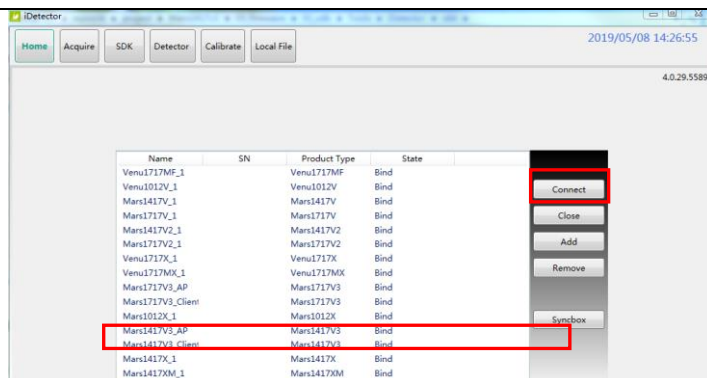 iDetector
Home Acquire SDK Detector Calibrate Local File 2019/05/08 14:26:55
4.0.29.5589
Name SN Product Type State
Venu1717MF_1 Venu1717MF Bind
Venu1012V_1 Venu1012V Bind
Mars1417V_1 Mars1417V Bind
Mars1717V_1 Mars1717V Bind
Mars1417V2_1 Mars1417V2 Bind
Mars1717V2_1 Mars1717V2 Bind
Venu1717X_1 Venu1717X Bind
Venu1717MX_1 Venu1717MX Bind
Mars1717V3_AP Mars1717V3 Bind
Mars1717V3_Client Mars1717V3 Bind
Mars1012X_1 Mars1012X Bind
Mars1417V3_AP Mars1417V3 Bind
Mars1417V3_Client Mars1417V3 Bind
Mars1417X_1 Mars1417X Bind
Mars1417XM_1 Mars1417XM Bind
Connect
Close
Add
Remove
Syncbox